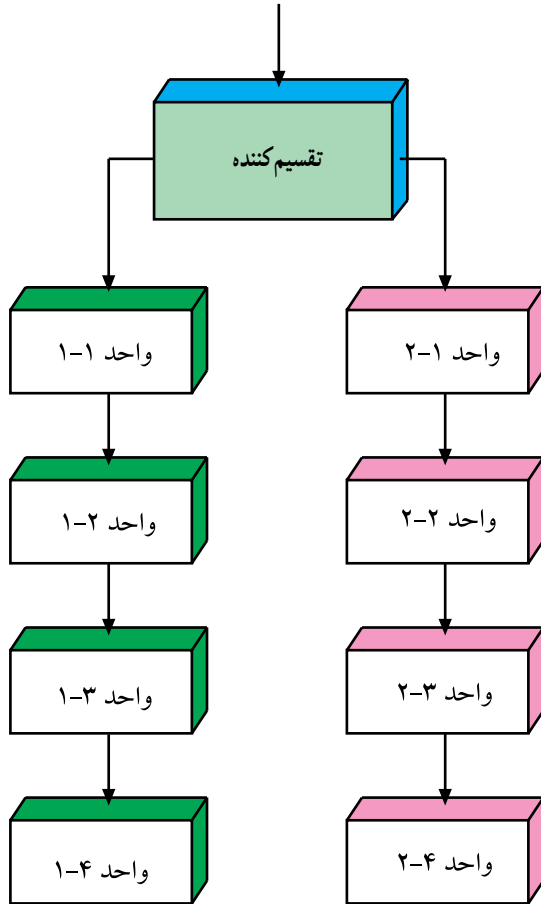 تقسیم‌کننده
واحد ۱-۱
واحد ۱-۲
واحد ۱-۳
واحد ۱-۴
واحد ۲-۱
واحد ۲-۲
واحد ۲-۳
واحد ۲-۴